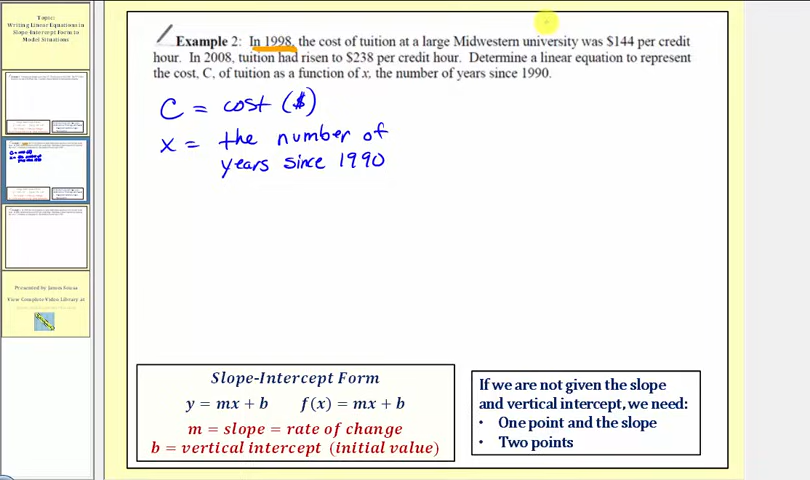 Topic:
Writing Linear Equations in
Slope-Intercept Form to
Model Situations
Presented by James Sousa
View Complete Video Library at
Example 2: In 1998, the cost of tuition at a large Midwestern university was $144 per credit
hour. In 2008, tuition had risen to $238 per credit hour. Determine a linear equation to represent
the cost, C, of tuition as a function of x, the number of years since 1990.
C = cost ($)
x = the number of
years since 1990
Slope-Intercept Form
y = mx + b f(x) = mx + b
m = slope = rate of change
b = vertical intercept (initial value)
If we are not given the slope
and vertical intercept, we need:
• One point and the slope
• Two points